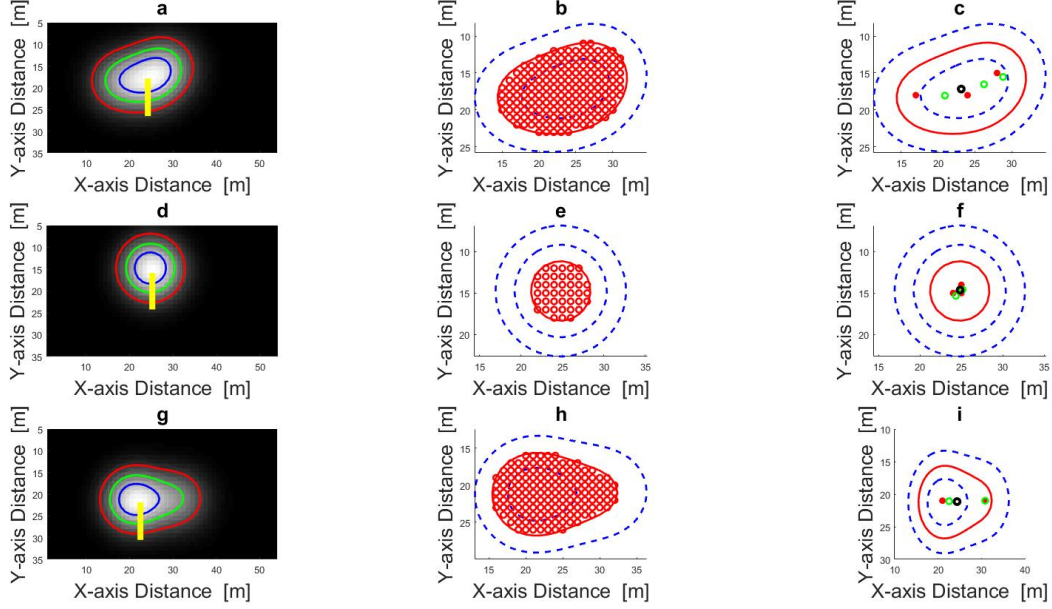 a
Y-axis Distance [m]
5
10
15
20
25
30
35
10 20 30 40 50
X-axis Distance [m]
b
Y-axis Distance [m]
10
15
20
25
15 20 25 30
X-axis Distance [m]
c
Y-axis Distance [m]
10
15
20
25
15 20 25 30
X-axis Distance [m]
d
Y-axis Distance [m]
5
10
15
20
25
30
35
10 20 30 40 50
X-axis Distance [m]
e
Y-axis Distance [m]
10
15
20
15 20 25 30 35
X-axis Distance [m]
f
Y-axis Distance [m]
10
15
20
15 20 25 30 35
X-axis Distance [m]
g
Y-axis Distance [m]
5
10
15
20
25
30
35
10 20 30 40 50
X-axis Distance [m]
h
Y-axis Distance [m]
15
20
25
15 20 25 30 35
X-axis Distance [m]
i
Y-axis Distance [m]
10
15
20
25
30
10 20 30 40
X-axis Distance [m]